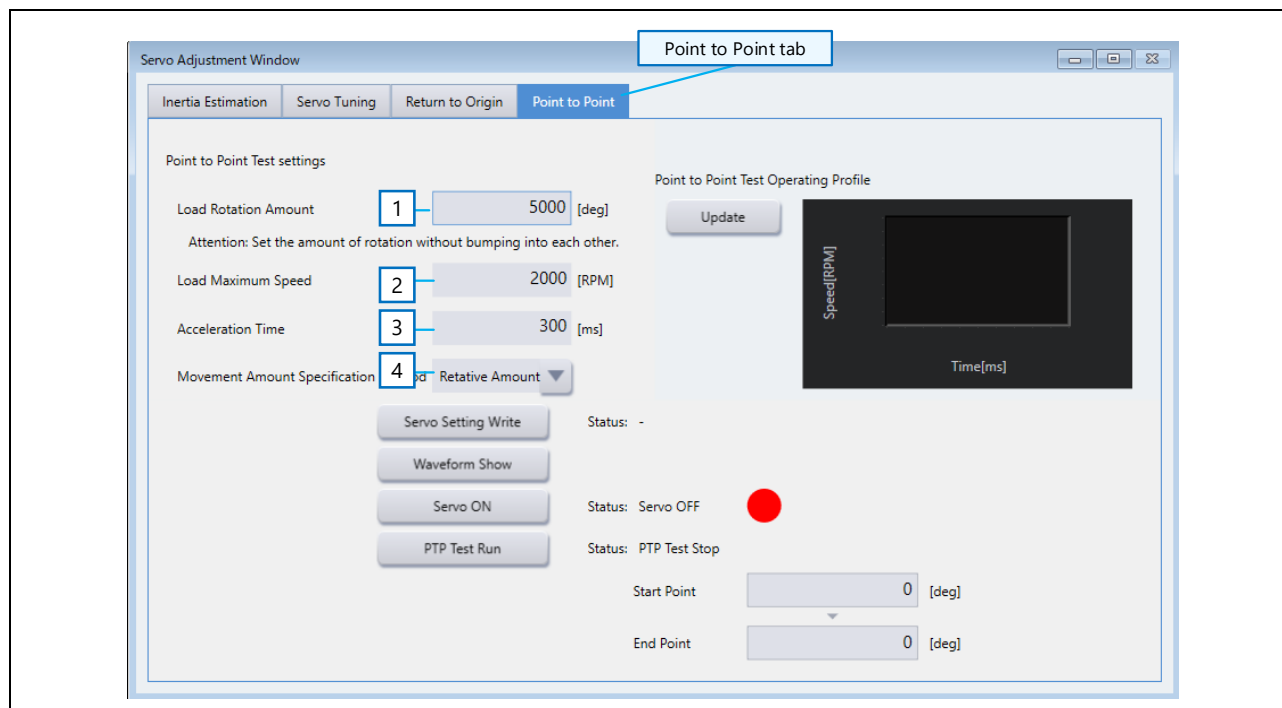 Point to Point tab
Servo Adjustment Window
Inertia Estimation Servo Tuning Return to Origin Point to Point
Point to Point Test settings
Load Rotation Amount 1 5000 [deg]
Attention: Set the amount of rotation without bumping into each other.
Load Maximum Speed 2 2000 [RPM]
Acceleration Time 3 300 [ms]
Movement Amount Specification 4 od Retative Amount
Servo Setting Write Status: -
Waveform Show
Servo ON Status: Servo OFF
PTP Test Run Status: PTP Test Stop
Start Point 0 [deg]
End Point 0 [deg]
Point to Point Test Operating Profile
Update
Speed[RPM]
Time[ms]